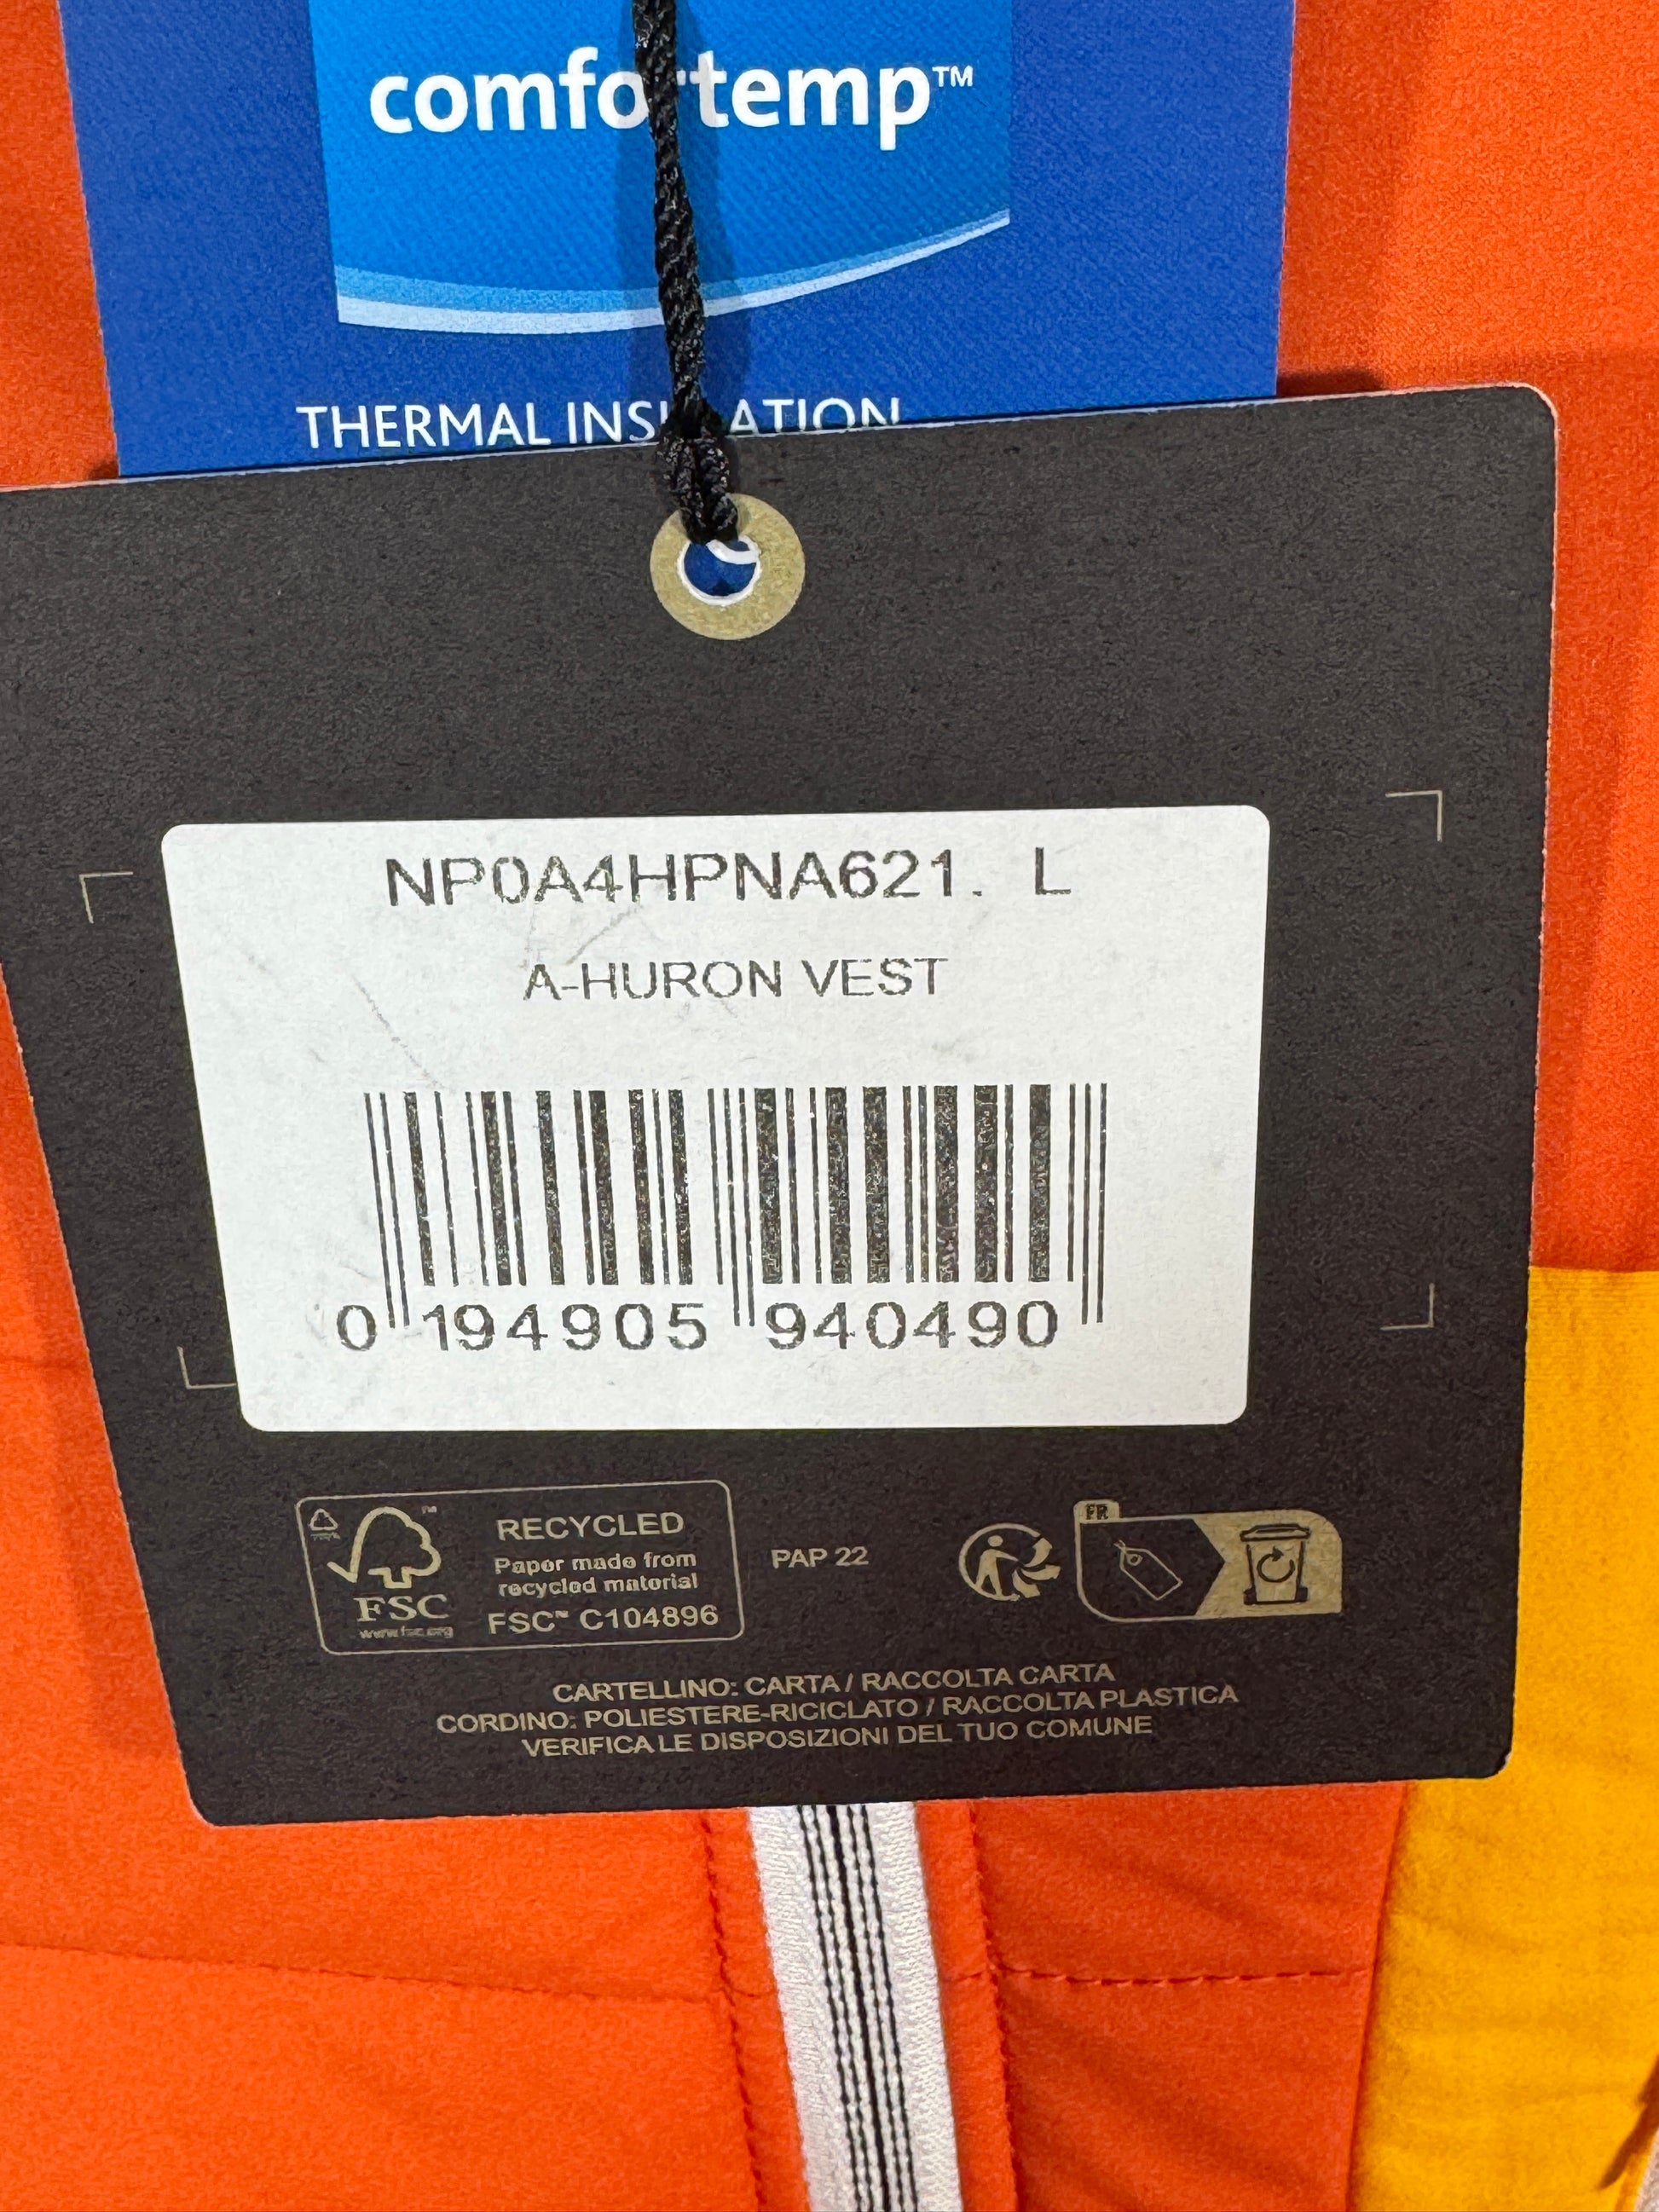 comfortemp™
THERMAL INSULATION
NP0A4HPNA621. L
A-HURON VEST
0 194905 940490
FSC
www.fsc.org
™
RECYCLED
Paper made from
recycled material
FSC™ C104896
PAP 22
FR
CARTELLINO: CARTA / RACCOLTA CARTA
CORDINO: POLIESTERE-RICICLATO / RACCOLTA PLASTICA
VERIFICA LE DISPOSIZIONI DEL TUO COMUNE